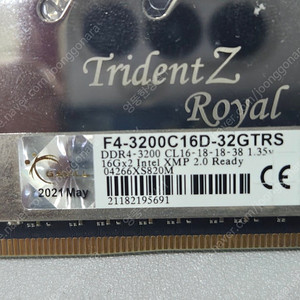 Trident Z
Royal
F4-3200C16D-32GTRS
DDR4-3200 CL16-18-18-38 1.35v
16Gx2 Intel XMP 2.0 Ready
04266XS820M
2021 May
21182195691